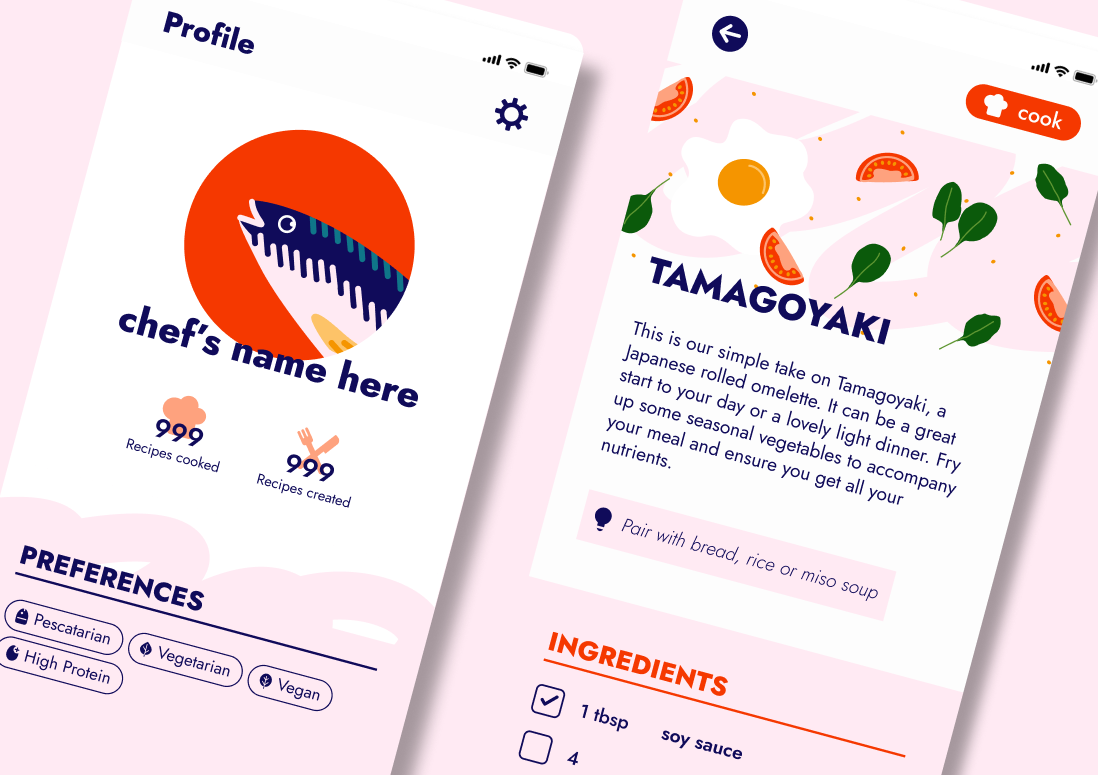 Profile
chef's name here
999
Recipes cooked
999
Recipes created
PREFERENCES
Pescatarian
Vegetarian
Vegan
High Protein
cook
TAMAGOYAKI
This is our simple take on Tamagoyaki, a
Japanese rolled omelette. It can be a great
start to your day or a lovely light dinner. Fry
up some seasonal vegetables to accompany
your meal and ensure you get all your
nutrients.
Pair with bread, rice or miso soup
INGREDIENTS
1 tbsp soy sauce
4